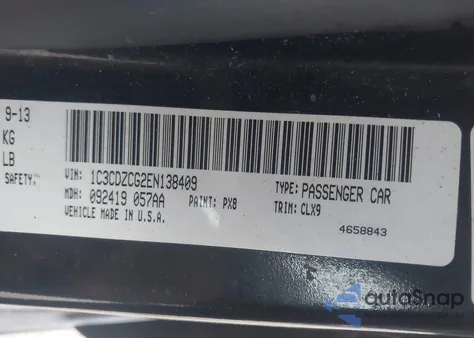 9-13
KG
LB
SAFETY.
VIN: 1C3CDZCG2EN138409
TYPE: PASSENGER CAR
MDH: 092419 057AA
PAINT: PX8
TRIM: CLX9
VEHICLE MADE IN U.S.A.
4658843
autoSnap